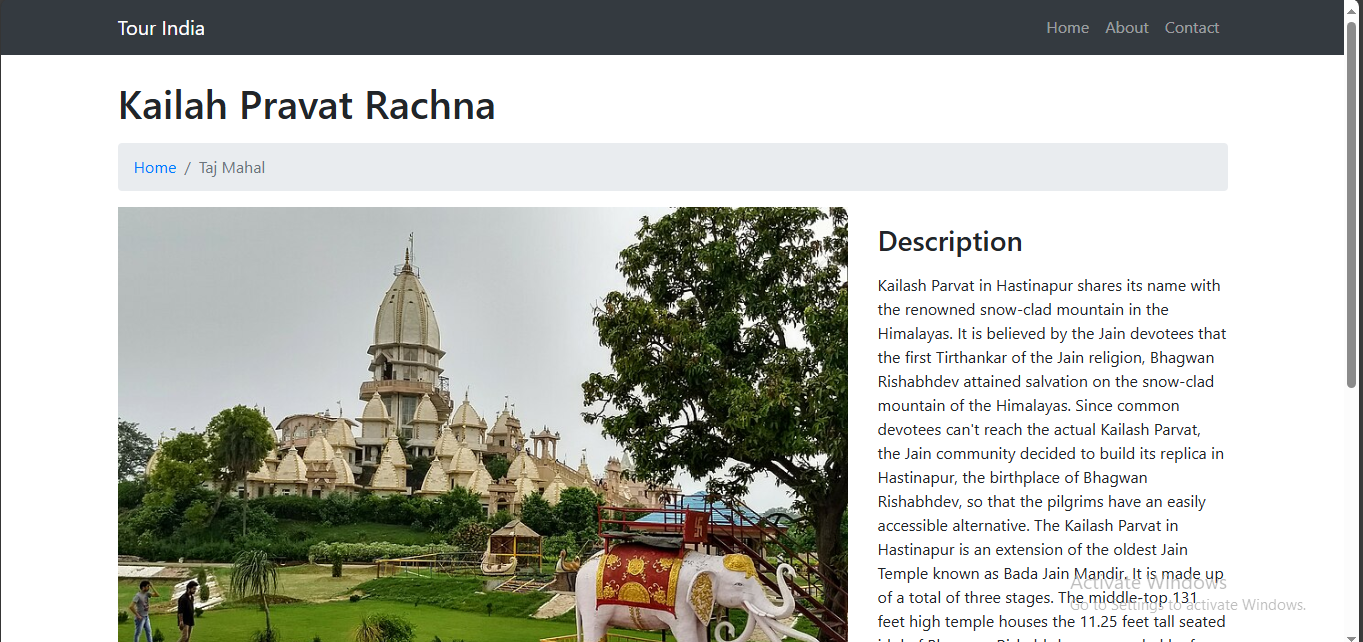 Tour India
Home About Contact
Kailah Pravat Rachna
Home / Taj Mahal
Description
Kailash Parvat in Hastinapur shares its name with
the renowned snow-clad mountain in the
Himalayas. It is believed by the Jain devotees that
the first Tirthankar of the Jain religion, Bhagwan
Rishabhdev attained salvation on the snow-clad
mountain of the Himalayas. Since common
devotees can't reach the actual Kailash Parvat,
the Jain community decided to build its replica in
Hastinapur, the birthplace of Bhagwan
Rishabhdev, so that the pilgrims have an easily
accessible alternative. The Kailash Parvat in
Hastinapur is an extension of the oldest Jain
Temple known as Bada Jain Mandir. It is made up
of a total of three stages. The middle-top 131
feet high temple houses the 11.25 feet tall seated
Activate Windows
Go to Settings to activate Windows.